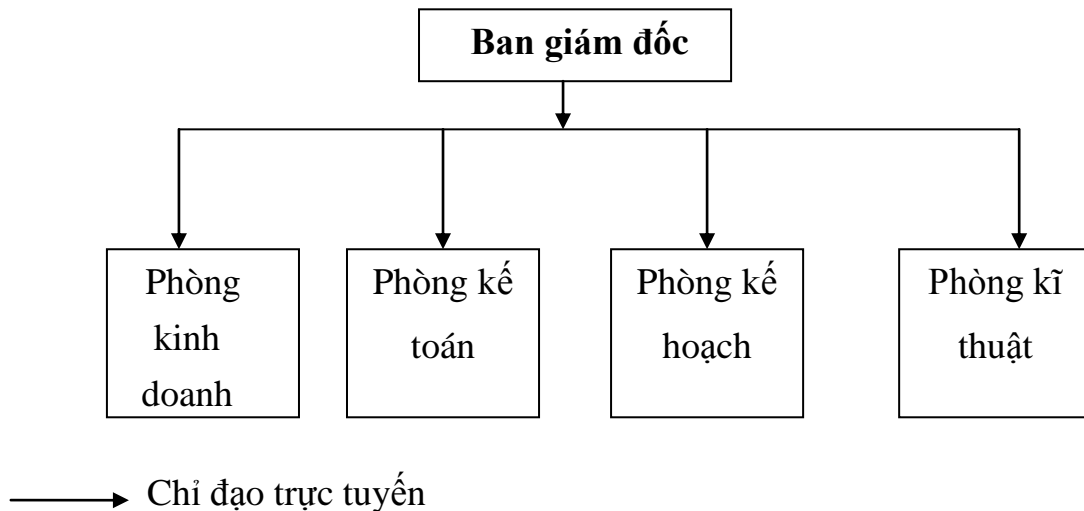 Ban giám đốc
Phòng
kinh
doanh
Phòng kế
toán
Phòng kế
hoạch
Phòng kĩ
thuật
Chỉ đạo trực tuyến